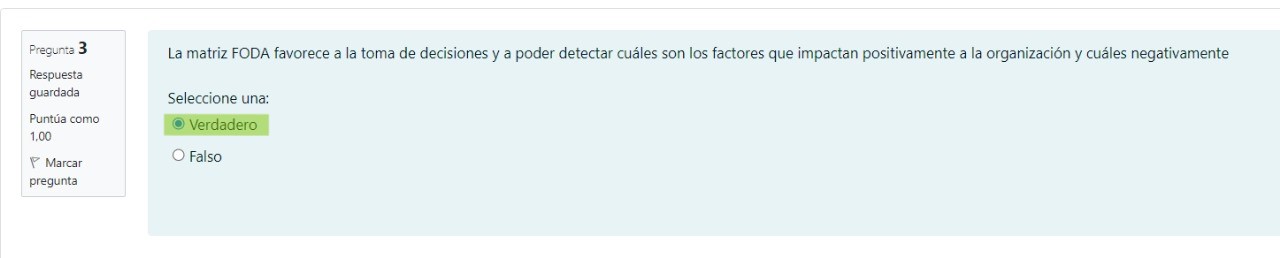 Pregunta 3
Respuesta
guardada
Puntúa como
1,00
Marcar
pregunta
La matriz FODA favorece a la toma de decisiones y a poder detectar cuáles son los factores que impactan positivamente a la organización y cuáles negativamente
Seleccione una:
Verdadero
Falso